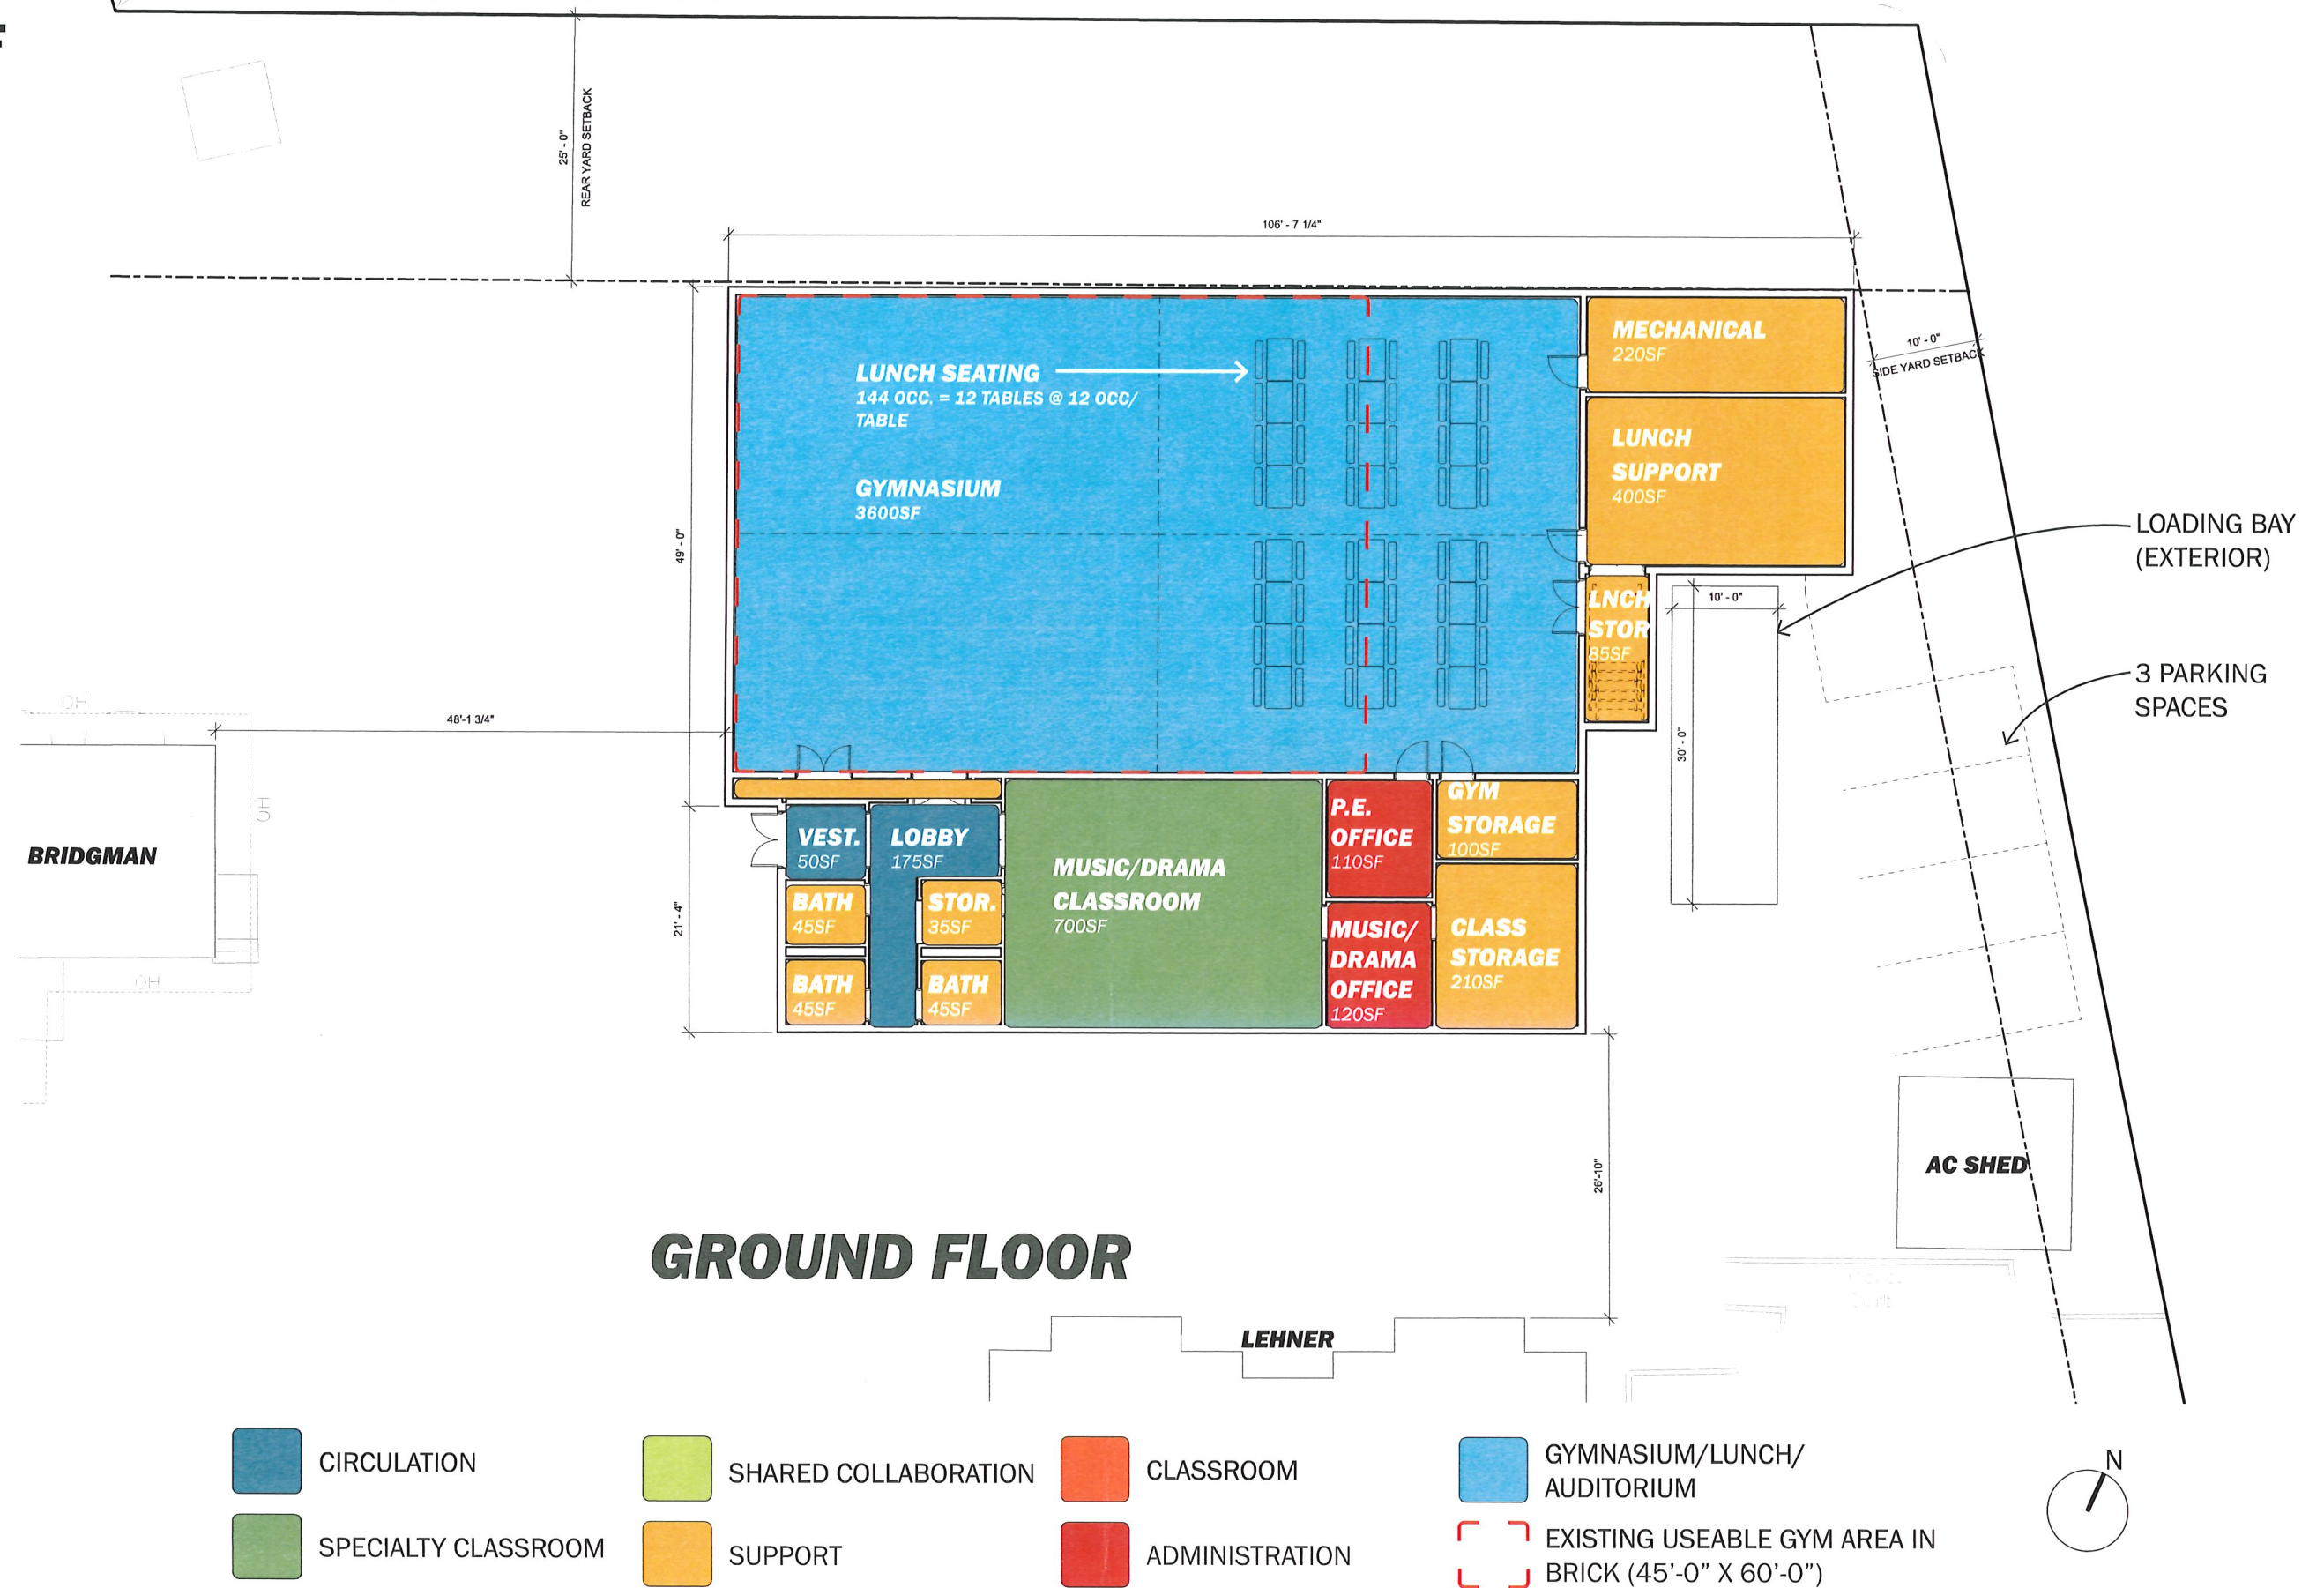 25' - 0"
REAR YARD SETBACK
106' - 7 1/4"
10' - 0"
SIDE YARD SETBACK
MECHANICAL
220SF
LUNCH SEATING
144 OCC. = 12 TABLES @ 12 OCC/
TABLE
LUNCH
SUPPORT
400SF
GYMNASIUM
3600SF
49' - 0"
LOADING BAY
(EXTERIOR)
LNCH
STOR
85SF
10' - 0"
3 PARKING
SPACES
48'-1 3/4"
30' - 0"
OH
OH
OH
BRIDGMAN
VEST.
50SF
LOBBY
175SF
MUSIC/DRAMA
CLASSROOM
700SF
P.E.
OFFICE
110SF
GYM
STORAGE
100SF
BATH
45SF
STOR.
35SF
21' - 4"
MUSIC/
DRAMA
OFFICE
120SF
CLASS
STORAGE
210SF
BATH
45SF
BATH
45SF
26'-10"
AC SHED
GROUND FLOOR
LEHNER
CIRCULATION
SHARED COLLABORATION
CLASSROOM
GYMNASIUM/LUNCH/
AUDITORIUM
SPECIALTY CLASSROOM
SUPPORT
ADMINISTRATION
EXISTING USEABLE GYM AREA IN
BRICK (45'-0” X 60'-0”)
N